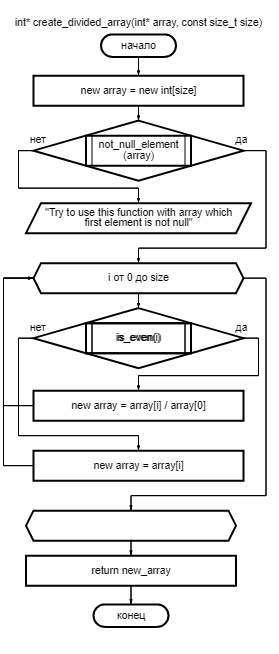 int* create_divided_array(int* array, const size_t size)
начало
new array = new int[size]
нет
not_null_element
(array)
да
"Try to use this function with array which
first element is not null"
i от 0 до size
нет
is_even(i)
да
new array = array[i] / array[0]
new array = array[i]
return new_array
конец